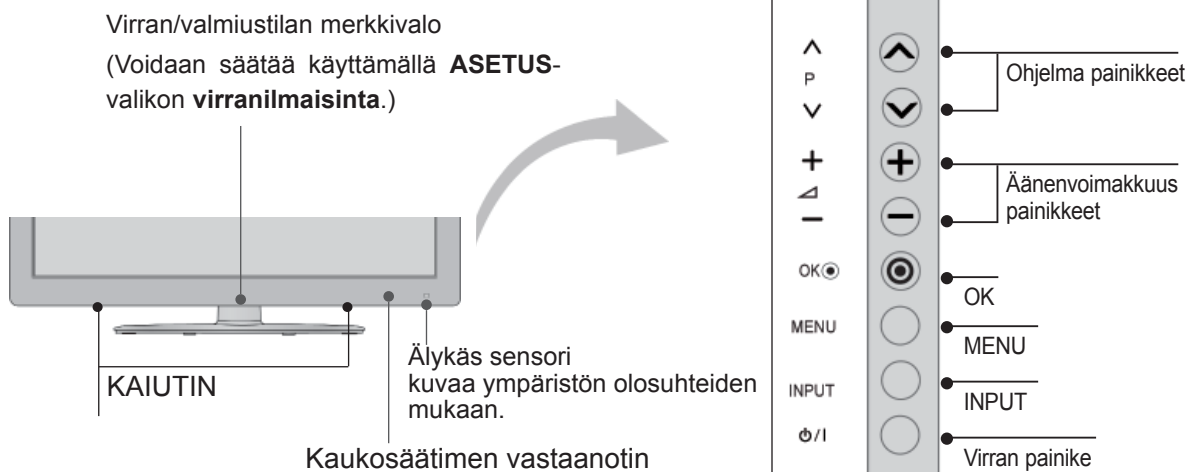 Virran/valmiustilan merkkivalo
(Voidaan säätää käyttämällä ASETUS-
valikon virranilmaisinta.)
KAIUTIN
Älykäs sensori
kuvaa ympäristön olosuhteiden
mukaan.
Kaukosäätimen vastaanotin
P
OK
MENU
INPUT
⏻/I
Ohjelma painikkeet
Äänenvoimakkuus
painikkeet
OK
MENU
INPUT
Virran painike